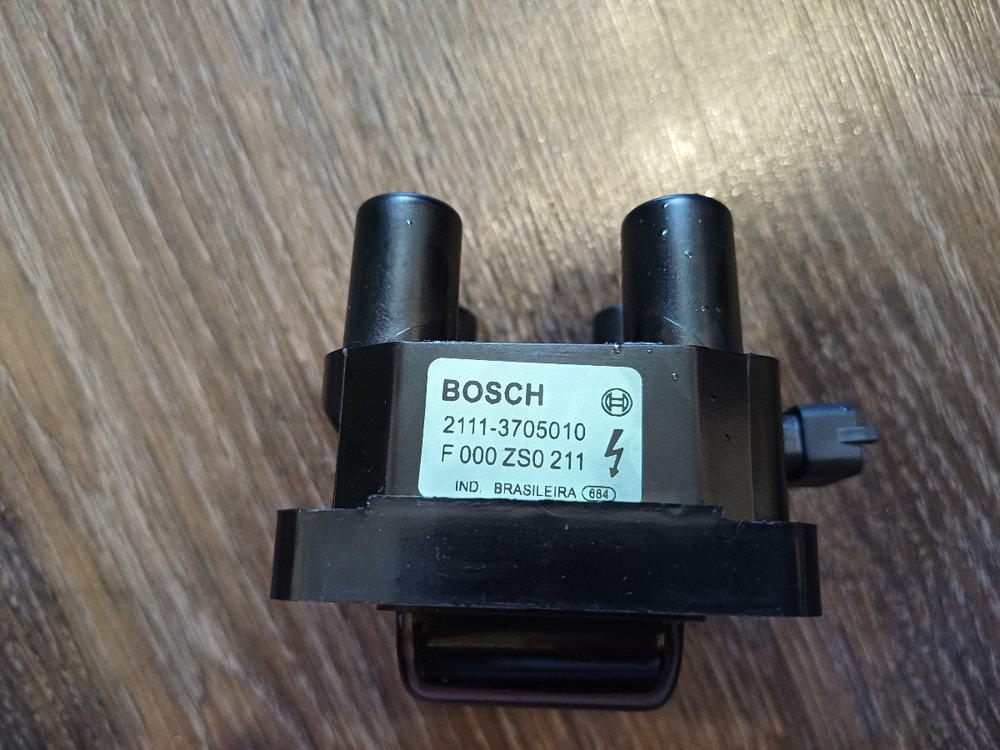 BOSCH
2111-3705010
F 000 ZS0 211
IND. BRASILEIRA 684